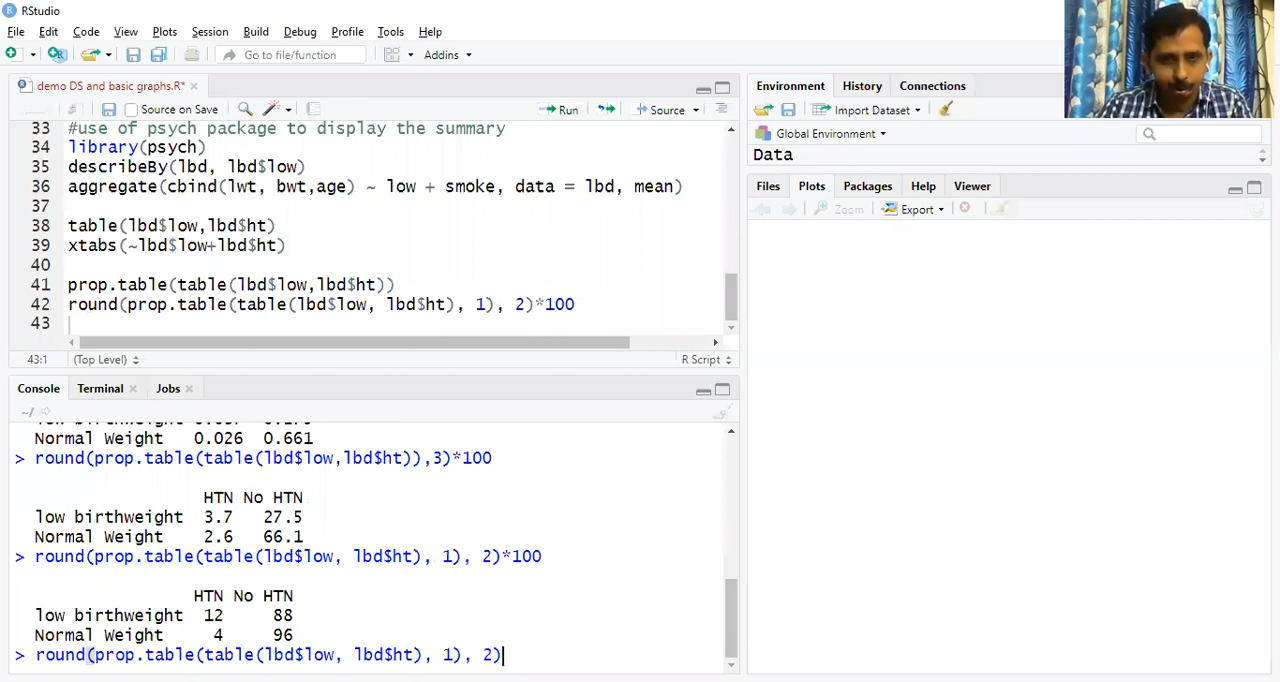 RStudio
File Edit Code View Plots Session Build Debug Profile Tools Help
Go to file/function Addins
demo DS and basic graphs.R*
Source on Save Run Source
33 #use of psych package to display the summary
34 library(psych)
35 describeBy(lbd, lbd$low)
36 aggregate(cbind(lwt, bwt,age) ~ low + smoke, data = lbd, mean)
37
38 table(lbd$low,lbd$ht)
39 xtabs(~lbd$low+lbd$ht)
40
41 prop.table(table(lbd$low,lbd$ht))
42 round(prop.table(table(lbd$low, lbd$ht), 1), 2)*100
43
43:1 (Top Level) R Script
Console Terminal Jobs
~/
Normal Weight 0.026 0.661
> round(prop.table(table(lbd$low,lbd$ht)),3)*100
HTN No HTN
low birthweight 3.7 27.5
Normal Weight 2.6 66.1
> round(prop.table(table(lbd$low, lbd$ht), 1), 2)*100
HTN No HTN
low birthweight 12 88
Normal Weight 4 96
> round(prop.table(table(lbd$low, lbd$ht), 1), 2)
Environment History Connections
Import Dataset
Global Environment
Data
Files Plots Packages Help Viewer
Zoom Export